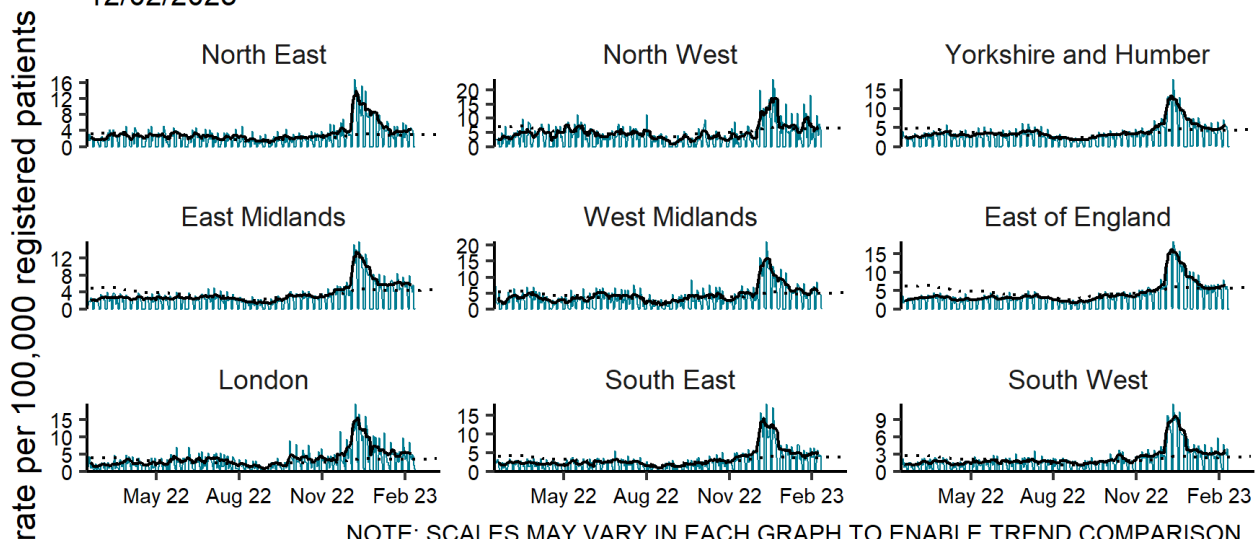 12/02/2023
rate per 100,000 registered patients
North East
North West
Yorkshire and Humber
16
12
8
4
0
20
15
10
5
0
15
10
5
0
East Midlands
West Midlands
East of England
12
8
4
0
20
15
10
5
0
15
10
5
0
London
South East
South West
15
10
5
0
15
10
5
0
9
6
3
0
May 22 Aug 22 Nov 22 Feb 23
May 22 Aug 22 Nov 22 Feb 23
May 22 Aug 22 Nov 22 Feb 23
NOTE: SCALES MAY VARY IN EACH GRAPH TO ENABLE TREND COMPARISON